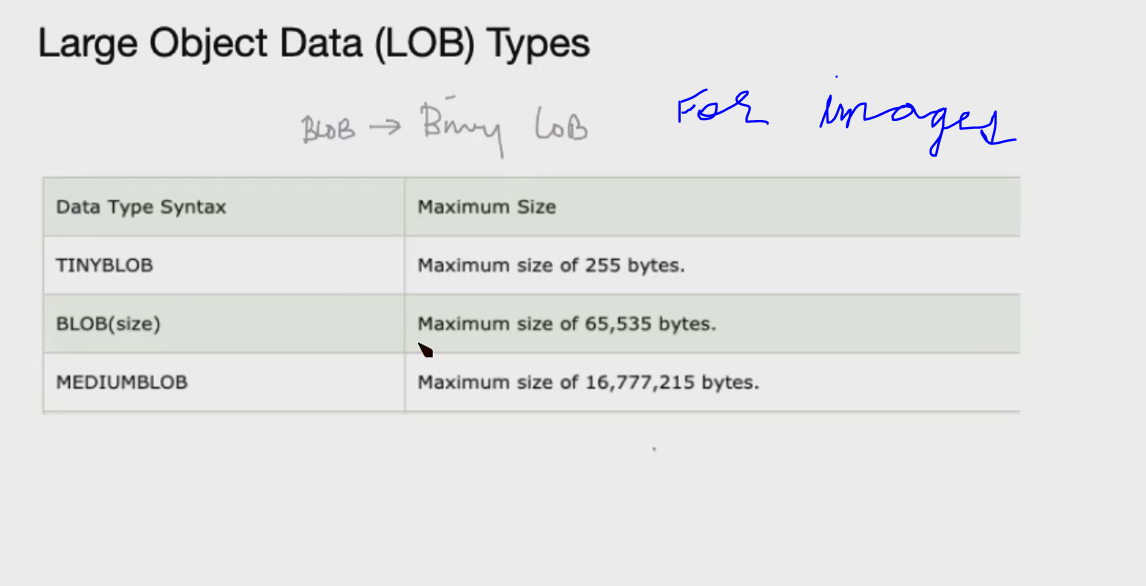 Large Object Data (LOB) Types
For images
BLOB → Binary LOB
Data Type Syntax Maximum Size
TINYBLOB Maximum size of 255 bytes.
BLOB(size) Maximum size of 65,535 bytes.
MEDIUMBLOB Maximum size of 16,777,215 bytes.